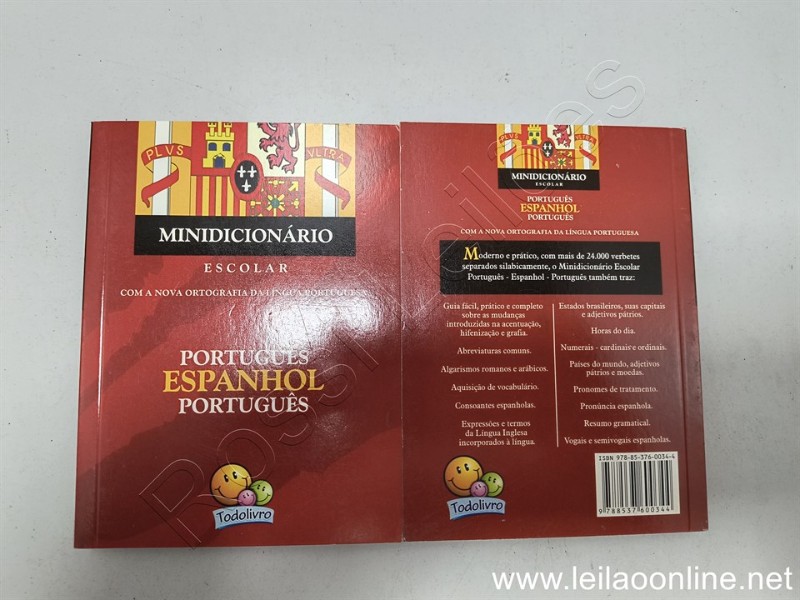 PLVS
VLTRA
MINIDICIONÁRIO
ESCOLAR
COM A NOVA ORTOGRAFIA DA LÍNGUA PORTUGUESA
PORTUGUÊS
ESPANHOL
PORTUGUÊS
Todolivro
PLVS
VLTRA
MINIDICIONÁRIO
ESCOLAR
PORTUGUÊS
ESPANHOL
PORTUGUÊS
COM A NOVA ORTOGRAFIA DA LÍNGUA PORTUGUESA
Moderno e prático, com mais de 24.000 verbetes
separados silabicamente, o Minidicionário Escolar
Português - Espanhol - Português também traz:
Guia fácil, prático e completo
sobre as mudanças
introduzidas na acentuação,
hifenização e grafia.
Abreviaturas comuns.
Algarismos romanos e arábicos.
Aquisição de vocabulário.
Consoantes espanholas.
Expressões e termos
da Língua Inglesa
incorporados à língua.
Estados brasileiros, suas capitais
e adjetivos pátrios.
Horas do dia.
Numerais - cardinais e ordinais.
Países do mundo, adjetivos
pátrios e moedas.
Pronomes de tratamento.
Pronúncia espanhola.
Resumo gramatical.
Vogais e semivogais espanholas.
Todolivro
ISBN 978-85-376-0034-4
9 788537 600344
Rossi Leilões
www.leilaoonline.net